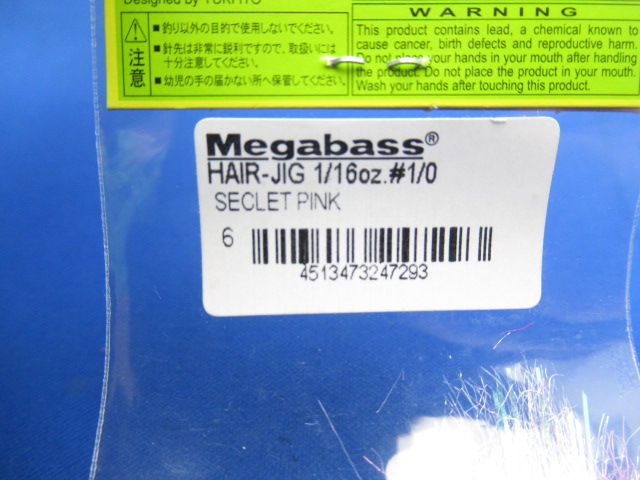 Designed by YUKI ITO
注意
■釣り以外の目的で使用しないでください。
■針先は非常に鋭利ですので、取扱いには
十分注意してください。
■幼児の手の届かない所へ保管してください。
WARNING
This product contains lead, a chemical known to
cause cancer, birth defects and reproductive harm.
Do not place your hands in your mouth after handling
the product. Do not place the product in your mouth.
Wash your hands after touching this product.
Megabass®
HAIR-JIG 1/16oz.#1/0
SECLET PINK
6
4513473247293